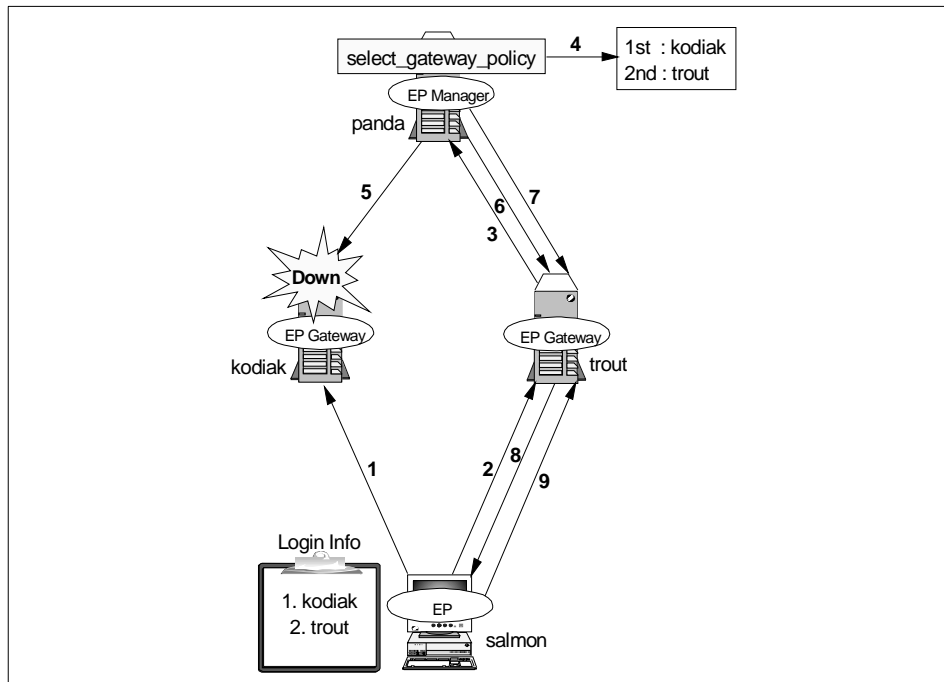 select_gateway_policy
4
1st : kodiak
2nd : trout
EP Manager
panda
5
6
7
3
Down
EP Gateway
kodiak
EP Gateway
trout
1
2
8
9
Login Info
1. kodiak
2. trout
EP
salmon